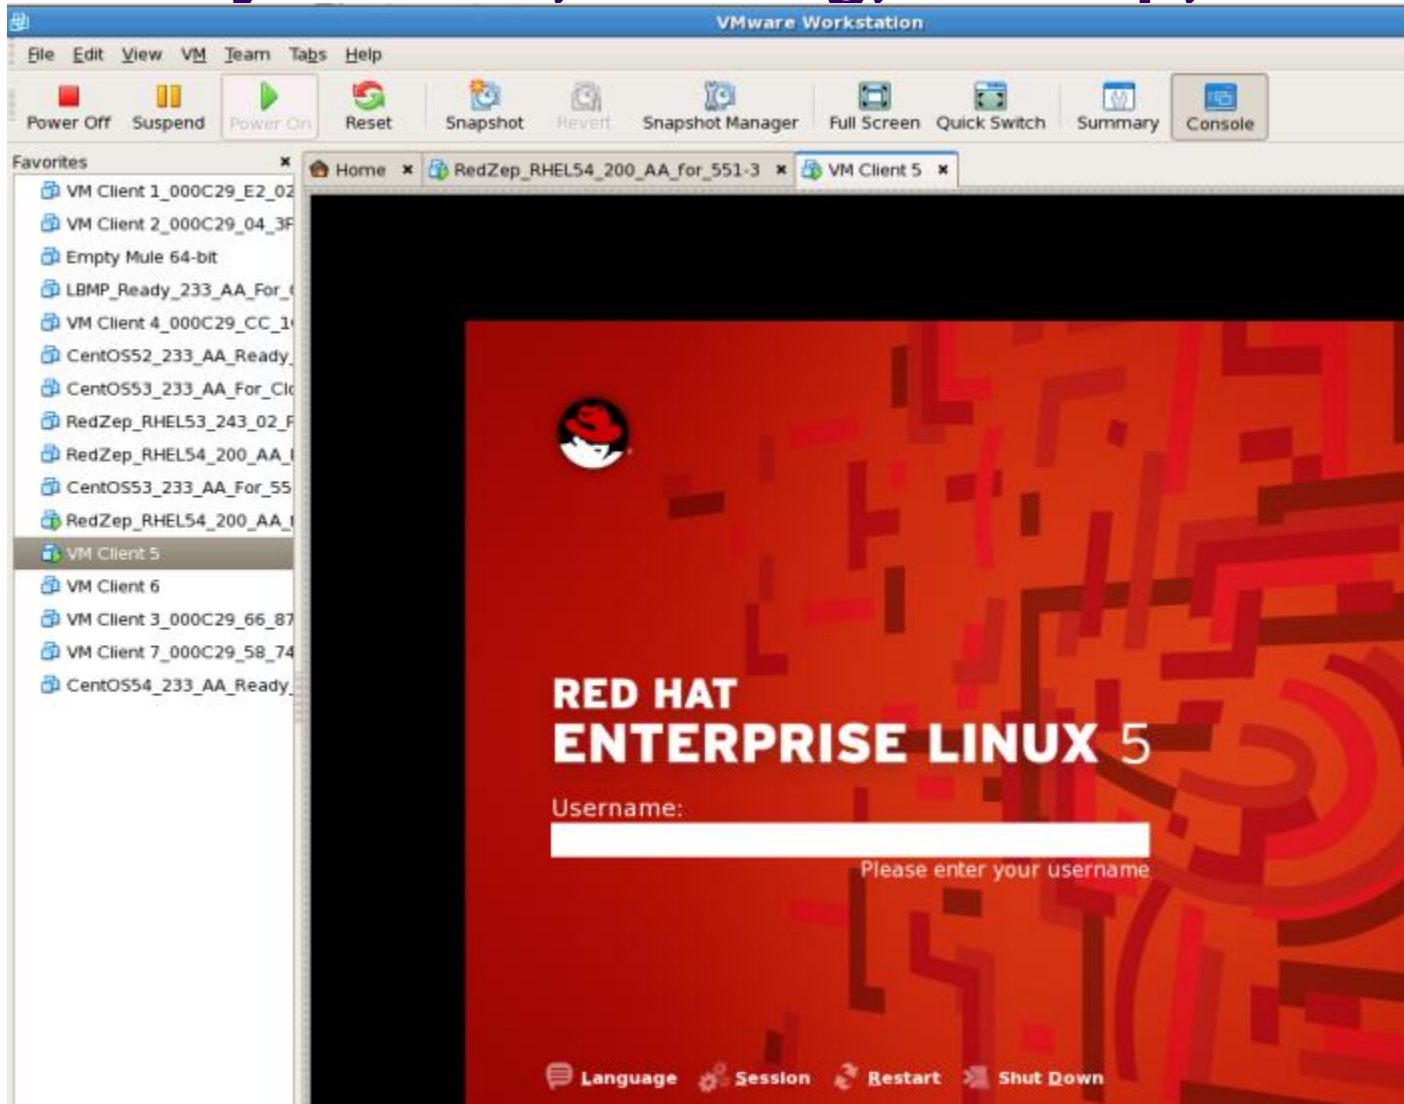 VMware Workstation
File Edit View VM Team Tabs Help
Power Off Suspend Power On Reset Snapshot Revert Snapshot Manager Full Screen Quick Switch Summary Console
Favorites
Home RedZep_RHEL54_200_AA_for_551-3 VM Client 5
VM Client 1_000C29_E2_02
VM Client 2_000C29_04_3F
Empty Mule 64-bit
LBMP_Ready_233_AA_For_
VM Client 4_000C29_CC_1
CentOS52_233_AA_Ready_
CentOS53_233_AA_For_Clo
RedZep_RHEL53_243_02_F
RedZep_RHEL54_200_AA_
CentOS53_233_AA_For_55
RedZep_RHEL54_200_AA_
VM Client 5
VM Client 6
VM Client 3_000C29_66_87
VM Client 7_000C29_58_74
CentOS54_233_AA_Ready_
RED HAT
ENTERPRISE LINUX 5
Username:
Please enter your username
Language Session Restart Shut Down